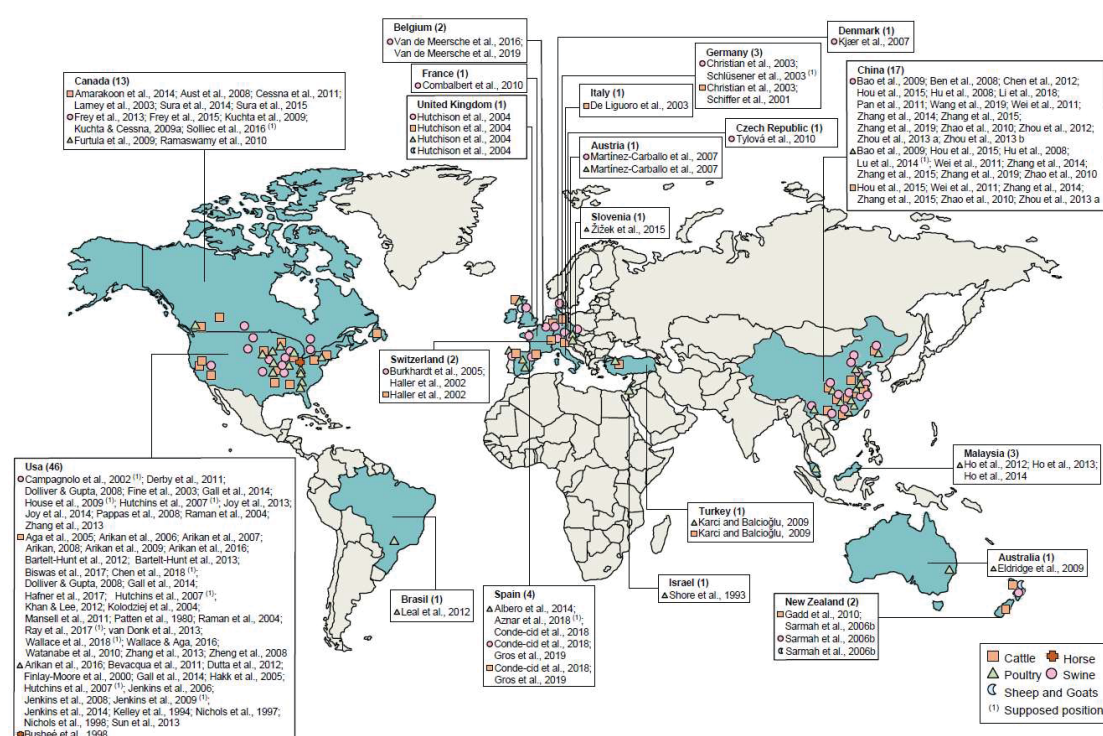 Belgium (2)
Van de Meersche et al., 2016;
Van de Meersche et al., 2019
Denmark (1)
Kjær et al., 2007
Germany (3)
Christian et al., 2003;
Schlüsener et al., 2003 (1)
Christian et al., 2003;
Schiffer et al., 2001
Canada (13)
Amarakoon et al., 2014; Aust et al., 2008; Cessna et al., 2011;
Larney et al., 2003; Sura et al., 2014; Sura et al., 2015
Frey et al., 2013; Frey et al., 2015; Kuchta et al., 2009;
Kuchta & Cessna, 2009a; Solliec et al., 2016 (1)
Furtula et al., 2009; Ramaswamy et al., 2010
France (1)
Combalbert et al., 2010
United Kingdom (1)
Hutchison et al., 2004
Hutchison et al., 2004
Hutchison et al., 2004
Hutchison et al., 2004
Italy (1)
De Liguoro et al., 2003
Czech Republic (1)
Tylová et al., 2010
Austria (1)
Martínez-Carballo et al., 2007
Martínez-Carballo et al., 2007
Slovenia (1)
Žižek et al., 2015
China (17)
Bao et al., 2009; Ben et al., 2008; Chen et al., 2012;
Hou et al., 2015; Hu et al., 2008; Li et al., 2018;
Pan et al., 2011; Wang et al., 2019; Wei et al., 2011;
Zhang et al., 2014; Zhang et al., 2015;
Zhang et al., 2019; Zhao et al., 2010; Zhou et al., 2012;
Zhou et al., 2013 a; Zhou et al., 2013 b
Bao et al., 2009; Hou et al., 2015; Hu et al., 2008;
Lu et al., 2014 (1); Wei et al., 2011; Zhang et al., 2014;
Zhang et al., 2015; Zhang et al., 2019; Zhao et al., 2010
Hou et al., 2015; Wei et al., 2011; Zhang et al., 2014;
Zhang et al., 2015; Zhao et al., 2010; Zhou et al., 2013 a
Switzerland (2)
Burkhardt et al., 2005;
Haller et al., 2002
Haller et al., 2002
Usa (46)
Campagnolo et al., 2002 (1); Derby et al., 2011;
Dolliver & Gupta, 2008; Fine et al., 2003; Gall et al., 2014;
House et al., 2009 (1); Hutchins et al., 2007 (1); Joy et al., 2013;
Joy et al., 2014; Pappas et al., 2008; Raman et al., 2004;
Zhang et al., 2013
Aga et al., 2005; Arikan et al., 2006; Arikan et al., 2007;
Arikan, 2008; Arikan et al., 2009; Arikan et al., 2016;
Bartelt-Hunt et al., 2012; Bartelt-Hunt et al., 2013;
Biswas et al., 2017; Chen et al., 2018 (1);
Dolliver & Gupta, 2008; Gall et al., 2014;
Hafner et al., 2017; Hutchins et al., 2007 (1);
Khan & Lee, 2012; Kolodziej et al., 2004;
Mansell et al., 2011; Patten et al., 1980; Raman et al., 2004;
Ray et al., 2017 (1); van Donk et al., 2013;
Wallace et al., 2018 (1); Wallace & Aga, 2016;
Watanabe et al., 2010; Zhang et al., 2013; Zheng et al., 2008
Arikan et al., 2016; Bevacqua et al., 2011; Dutta et al., 2012;
Finlay-Moore et al., 2000; Gall et al., 2014; Hakk et al., 2005;
Hutchins et al., 2007 (1); Jenkins et al., 2006;
Jenkins et al., 2008; Jenkins et al., 2009 (1);
Jenkins et al., 2014; Kelley et al., 1994; Nichols et al., 1997;
Nichols et al., 1998; Sun et al., 2013
Busheé et al., 1998
Brasil (1)
Leal et al., 2012
Spain (4)
Albero et al., 2014;
Aznar et al., 2018 (1);
Conde-cid et al., 2018
Conde-cid et al., 2018;
Gros et al., 2019
Conde-cid et al., 2018;
Gros et al., 2019
Israel (1)
Shore et al., 1993
Turkey (1)
Karci and Balcioğlu, 2009
Karci and Balcioğlu, 2009
Malaysia (3)
Ho et al., 2012; Ho et al., 2013;
Ho et al., 2014
Australia (1)
Eldridge et al., 2009
New Zealand (2)
Gadd et al., 2010;
Sarmah et al., 2006b
Sarmah et al., 2006b
Sarmah et al., 2006b
Cattle
Horse
Poultry
Swine
Sheep and Goats
(1) Supposed position